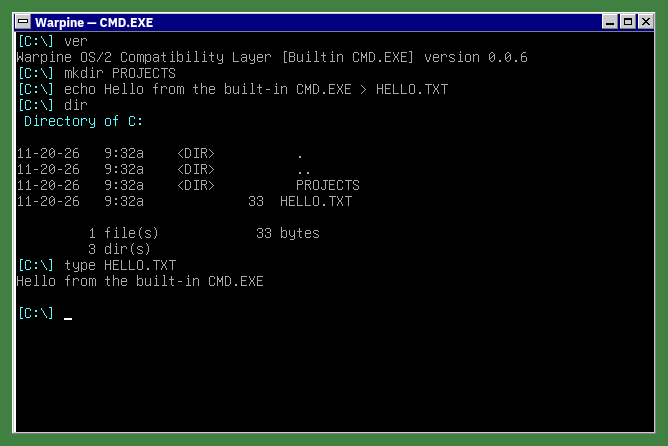 Warpine — CMD.EXE
[C:\] ver
Warpine OS/2 Compatibility Layer [Builtin CMD.EXE] version 0.0.6
[C:\] mkdir PROJECTS
[C:\] echo Hello from the built-in CMD.EXE > HELLO.TXT
[C:\] dir
 Directory of C:

11-20-26   9:32a    <DIR>          .
11-20-26   9:32a    <DIR>          ..
11-20-26   9:32a    <DIR>          PROJECTS
11-20-26   9:32a             33  HELLO.TXT

         1 file(s)            33 bytes
         3 dir(s)
[C:\] type HELLO.TXT
Hello from the built-in CMD.EXE

[C:\] _